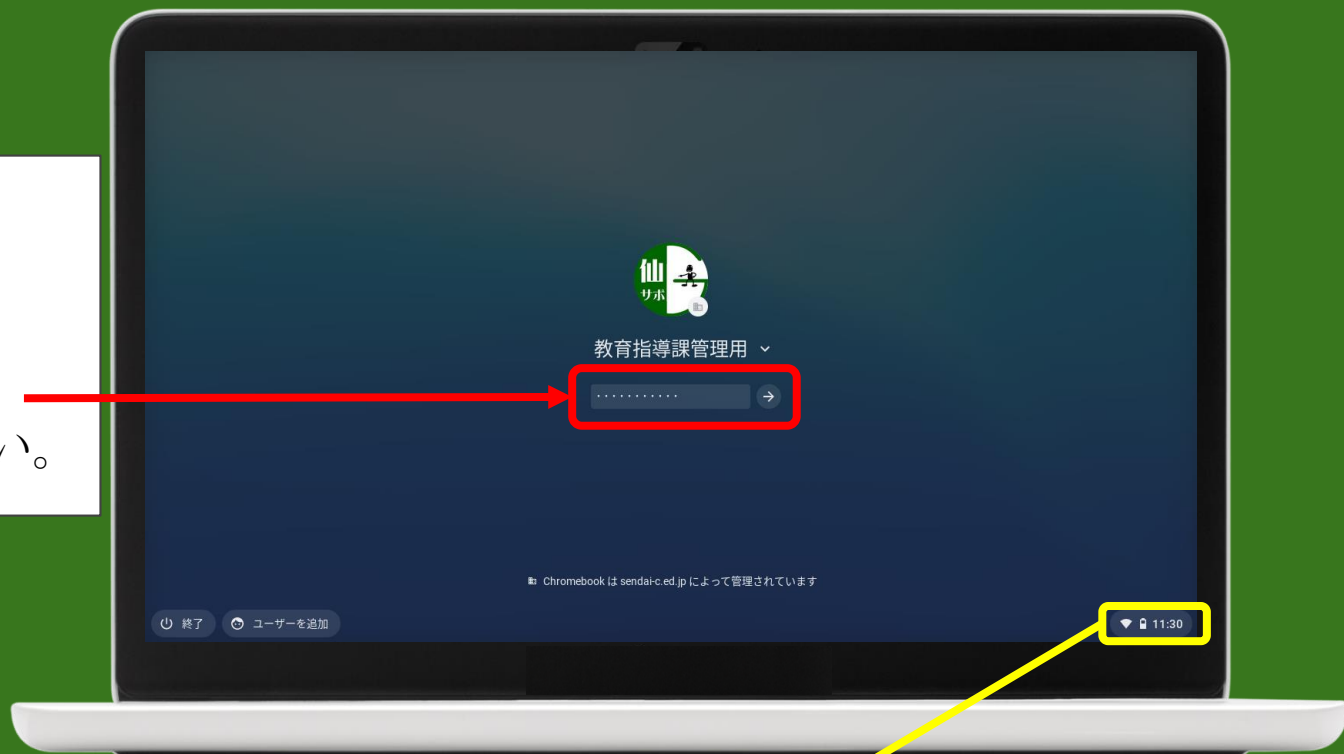 い。
仙
サポ
教育指導課管理用
Chromebook は sendai-c.ed.jp によって管理されています
終了
ユーザーを追加
11:30